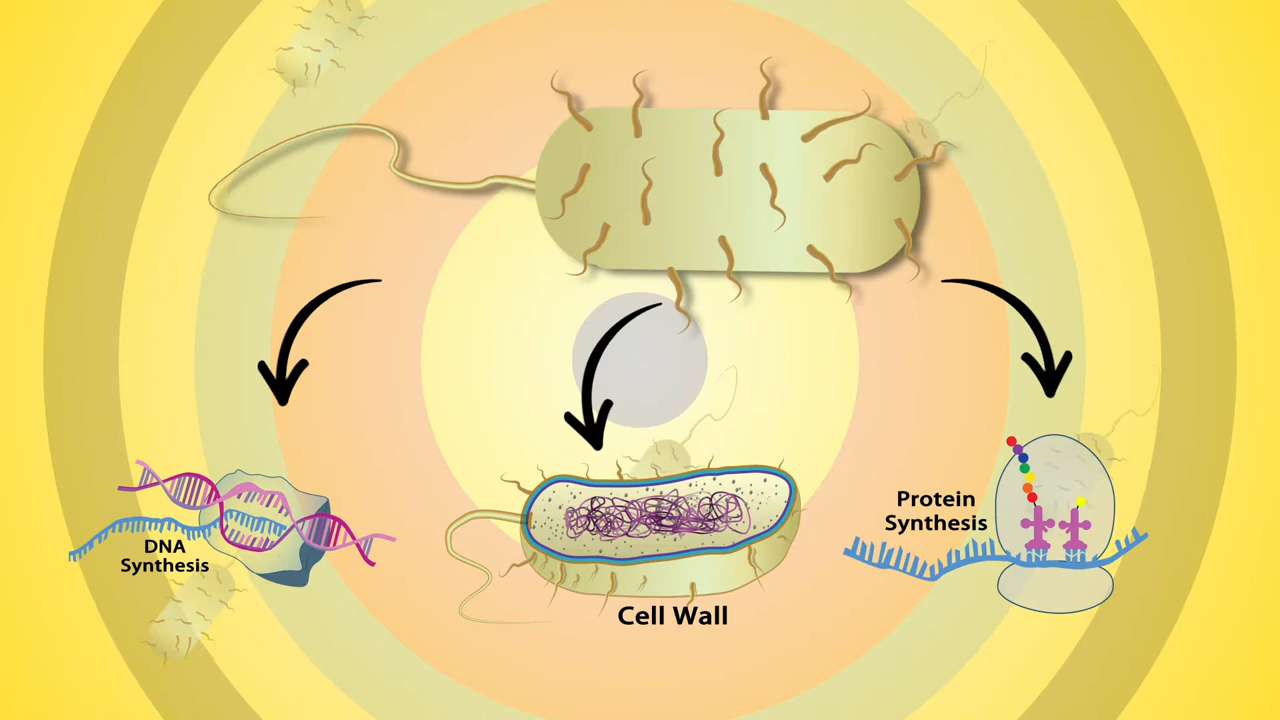 DNA
Synthesis
Cell Wall
Protein
Synthesis